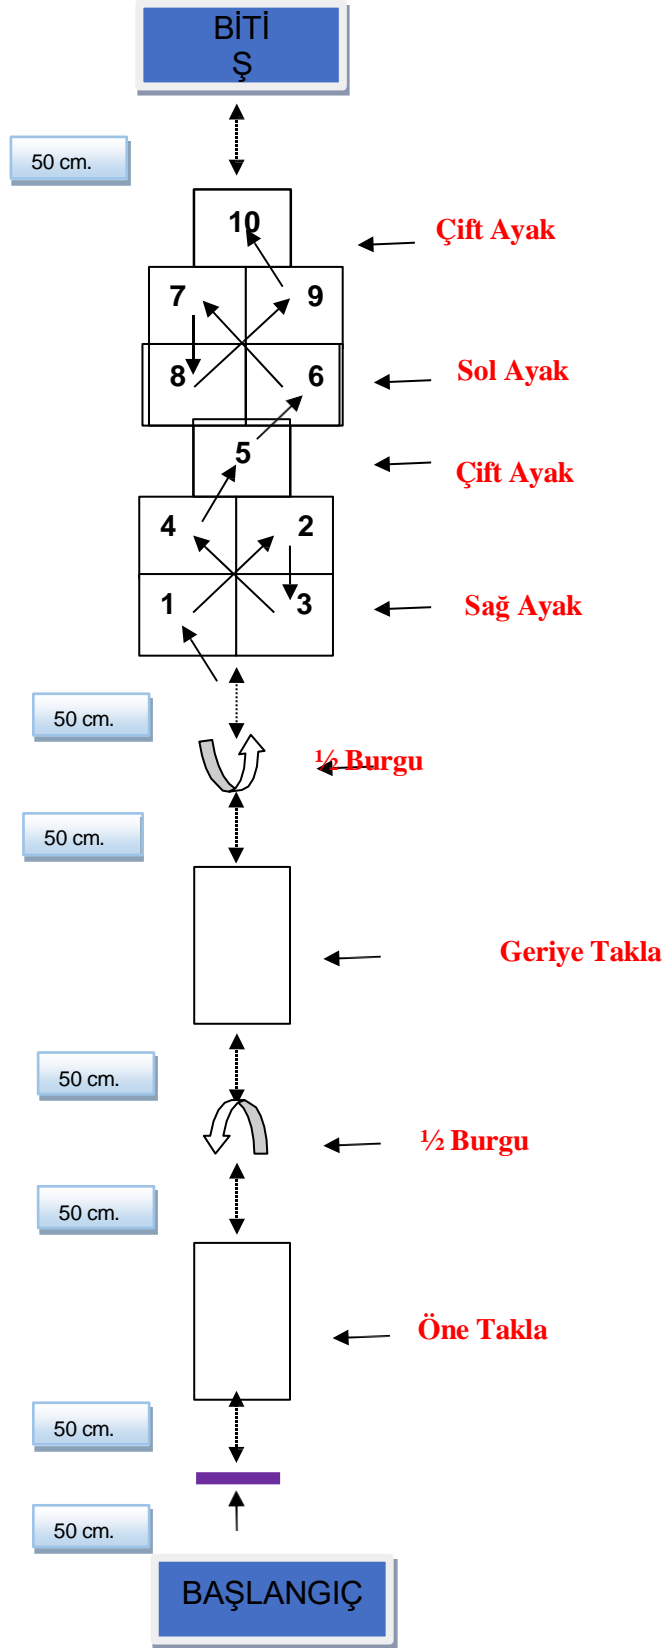 BİTİ
Ş
50 cm.
10
Çift Ayak
7
9
8
6
Sol Ayak
5
Çift Ayak
4
2
1
3
Sağ Ayak
50 cm.
½ Burgu
50 cm.
Geriye Takla
50 cm.
½ Burgu
50 cm.
Öne Takla
50 cm.
50 cm.
BAŞLANGIÇ